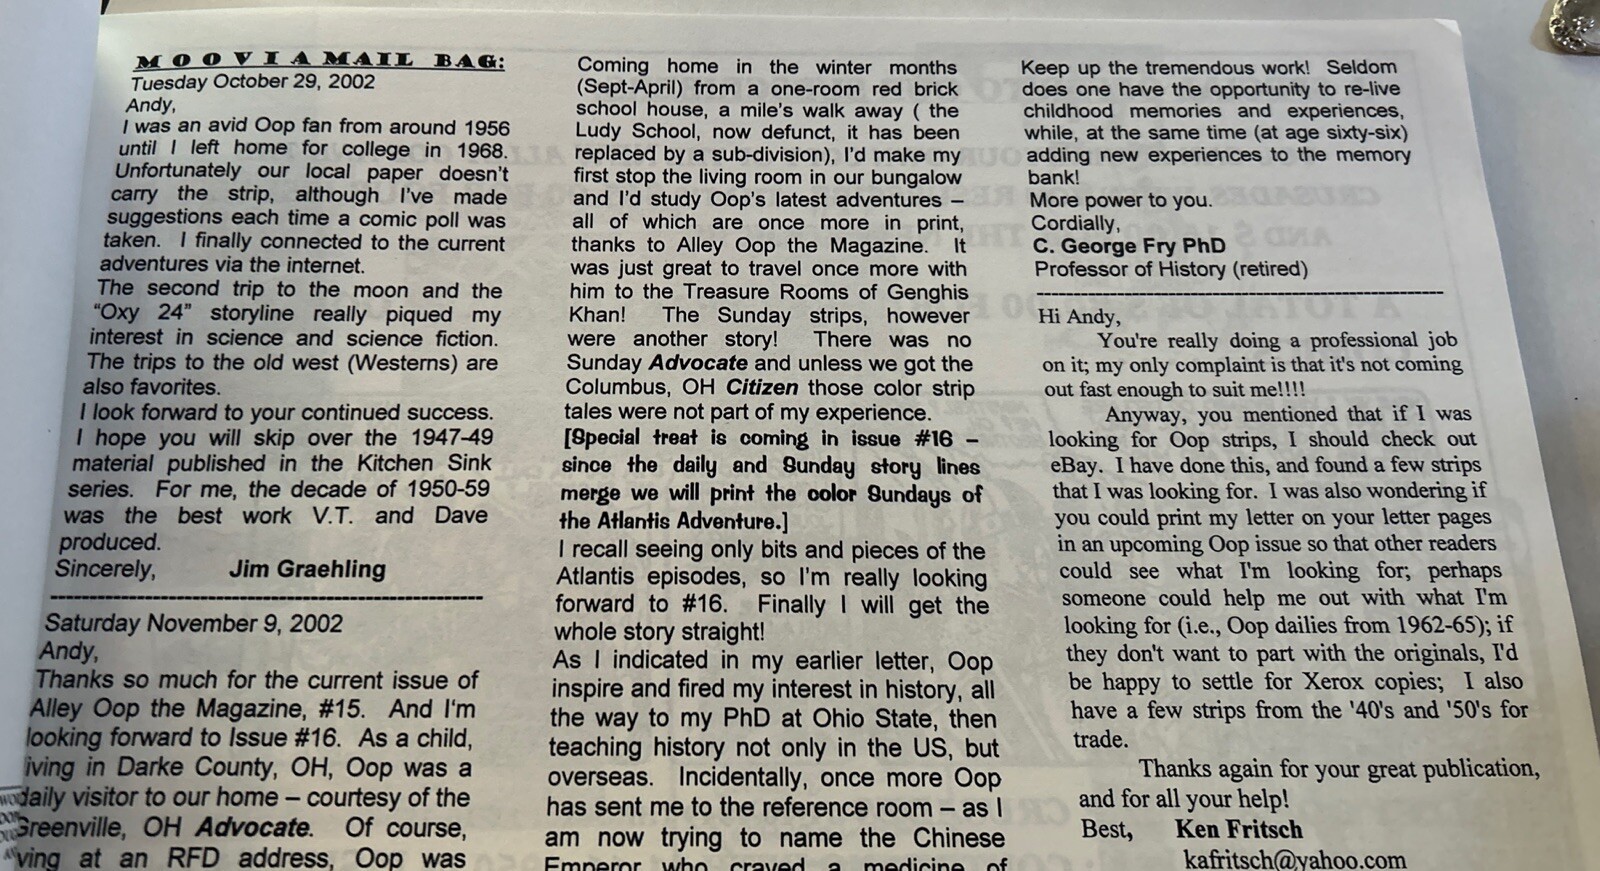 MOOVIAMAIL BAG:
Tuesday October 29, 2002
Andy,
I was an avid Oop fan from around 1956
until I left home for college in 1968.
Unfortunately our local paper doesn't
carry the strip, although I've made
suggestions each time a comic poll was
taken. I finally connected to the current
adventures via the internet.
The second trip to the moon and the
"Oxy 24" storyline really piqued my
interest in science and science fiction.
The trips to the old west (Westerns) are
also favorites.
I look forward to your continued success.
I hope you will skip over the 1947-49
material published in the Kitchen Sink
series. For me, the decade of 1950-59
was the best work V.T. and Dave
produced.
Sincerely, Jim Graehling
Saturday November 9, 2002
Andy,
Thanks so much for the current issue of
Alley Oop the Magazine, #15. And I'm
looking forward to Issue #16. As a child,
iving in Darke County, OH, Oop was a
daily visitor to our home – courtesy of the
Greenville, OH Advocate. Of course,
ving at an RFD address, Oop was
Coming home in the winter months
(Sept-April) from a one-room red brick
school house, a mile's walk away ( the
Ludy School, now defunct, it has been
replaced by a sub-division), I'd make my
first stop the living room in our bungalow
and I'd study Oop's latest adventures –
all of which are once more in print,
thanks to Alley Oop the Magazine. It
was just great to travel once more with
him to the Treasure Rooms of Genghis
Khan! The Sunday strips, however
were another story! There was no
Sunday Advocate and unless we got the
Columbus, OH Citizen those color strip
tales were not part of my experience.
[Special treat is coming in issue #16 –
since the daily and Sunday story lines
merge we will print the color Sundays of
the Atlantis Adventure.]
I recall seeing only bits and pieces of the
Atlantis episodes, so I'm really looking
forward to #16. Finally I will get the
whole story straight!
As I indicated in my earlier letter, Oop
inspire and fired my interest in history, all
the way to my PhD at Ohio State, then
teaching history not only in the US, but
overseas. Incidentally, once more Oop
has sent me to the reference room – as I
am now trying to name the Chinese
Emperor who craved a medicine of
Keep up the tremendous work! Seldom
does one have the opportunity to re-live
childhood memories and experiences,
while, at the same time (at age sixty-six)
adding new experiences to the memory
bank!
More power to you.
Cordially,
C. George Fry PhD
Professor of History (retired)
Hi Andy,
You're really doing a professional job
on it; my only complaint is that it's not coming
out fast enough to suit me!!!!
Anyway, you mentioned that if I was
looking for Oop strips, I should check out
eBay. I have done this, and found a few strips
that I was looking for. I was also wondering if
you could print my letter on your letter pages
in an upcoming Oop issue so that other readers
could see what I'm looking for; perhaps
someone could help me out with what I'm
looking for (i.e., Oop dailies from 1962-65); if
they don't want to part with the originals, I'd
be happy to settle for Xerox copies; I also
have a few strips from the '40's and '50's for
trade.
Thanks again for your great publication,
and for all your help!
Best, Ken Fritsch
kafritsch@yahoo.com